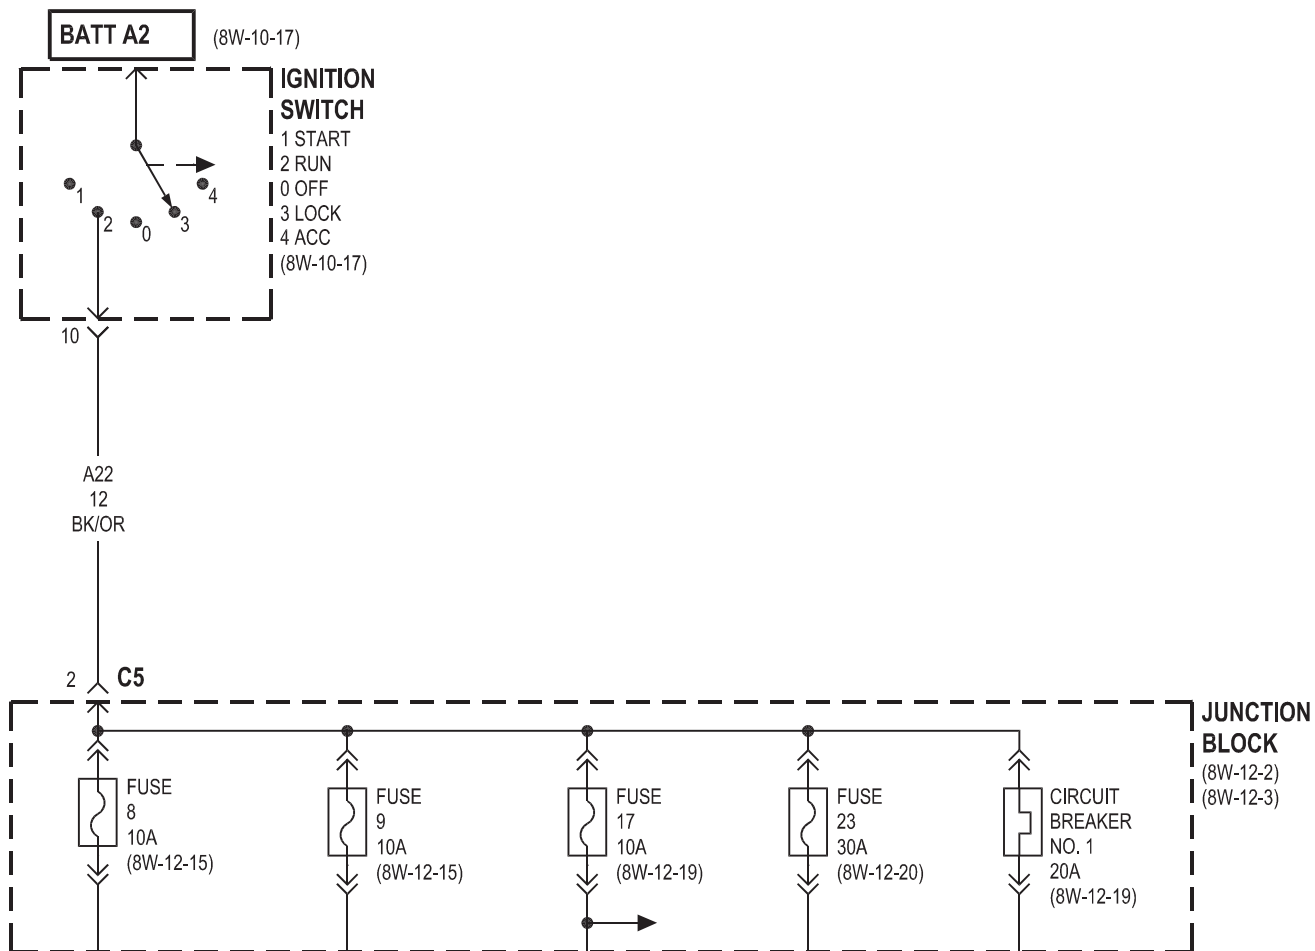 BATT A2
(8W-10-17)
IGNITION
SWITCH
1 START
2 RUN
0 OFF
3 LOCK
4 ACC
(8W-10-17)
1
2
0
3
4
10
A22
12
BK/OR
2
C5
JUNCTION
BLOCK
(8W-12-2)
(8W-12-3)
FUSE
8
10A
(8W-12-15)
FUSE
9
10A
(8W-12-15)
FUSE
17
10A
(8W-12-19)
FUSE
23
30A
(8W-12-20)
CIRCUIT
BREAKER
NO. 1
20A
(8W-12-19)